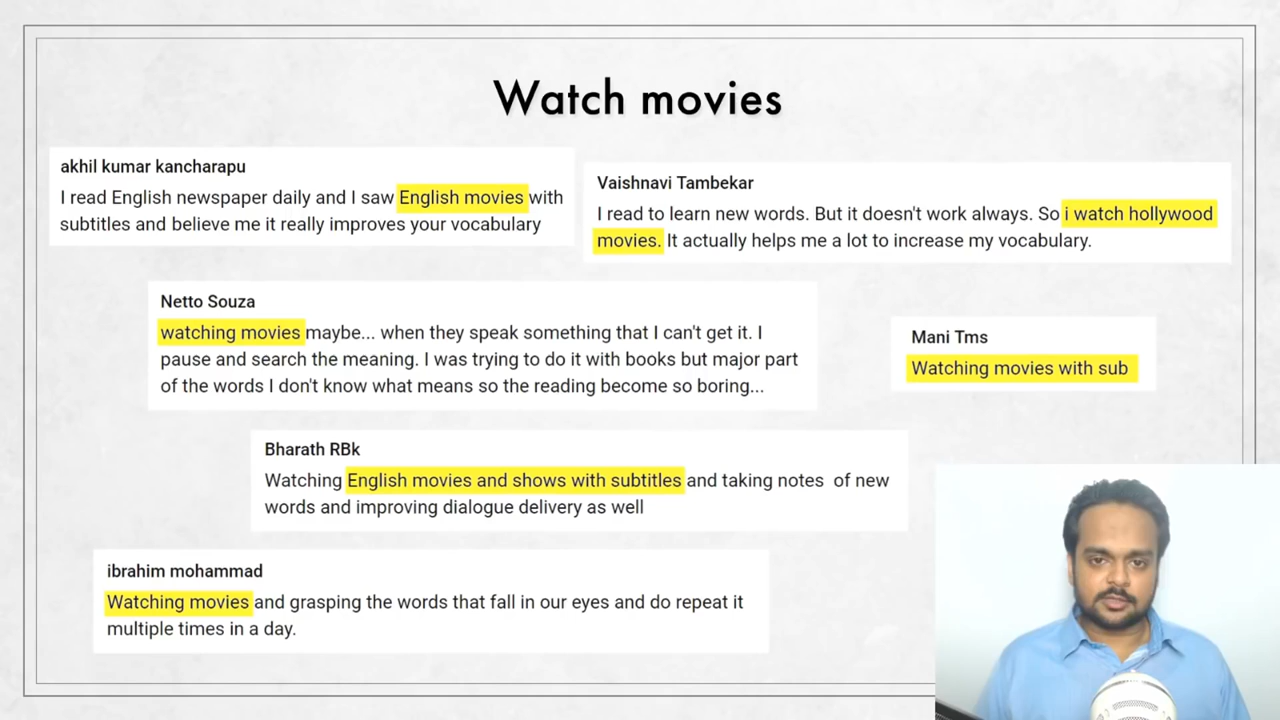 Watch movies
akhil kumar kancharapu
I read English newspaper daily and I saw English movies with
subtitles and believe me it really improves your vocabulary
Vaishnavi Tambekar
I read to learn new words. But it doesn't work always. So i watch hollywood
movies. It actually helps me a lot to increase my vocabulary.
Netto Souza
watching movies maybe... when they speak something that I can't get it. I
pause and search the meaning. I was trying to do it with books but major part
of the words I don't know what means so the reading become so boring...
Mani Tms
Watching movies with sub
Bharath RBk
Watching English movies and shows with subtitles and taking notes of new
words and improving dialogue delivery as well
ibrahim mohammad
Watching movies and grasping the words that fall in our eyes and do repeat it
multiple times in a day.